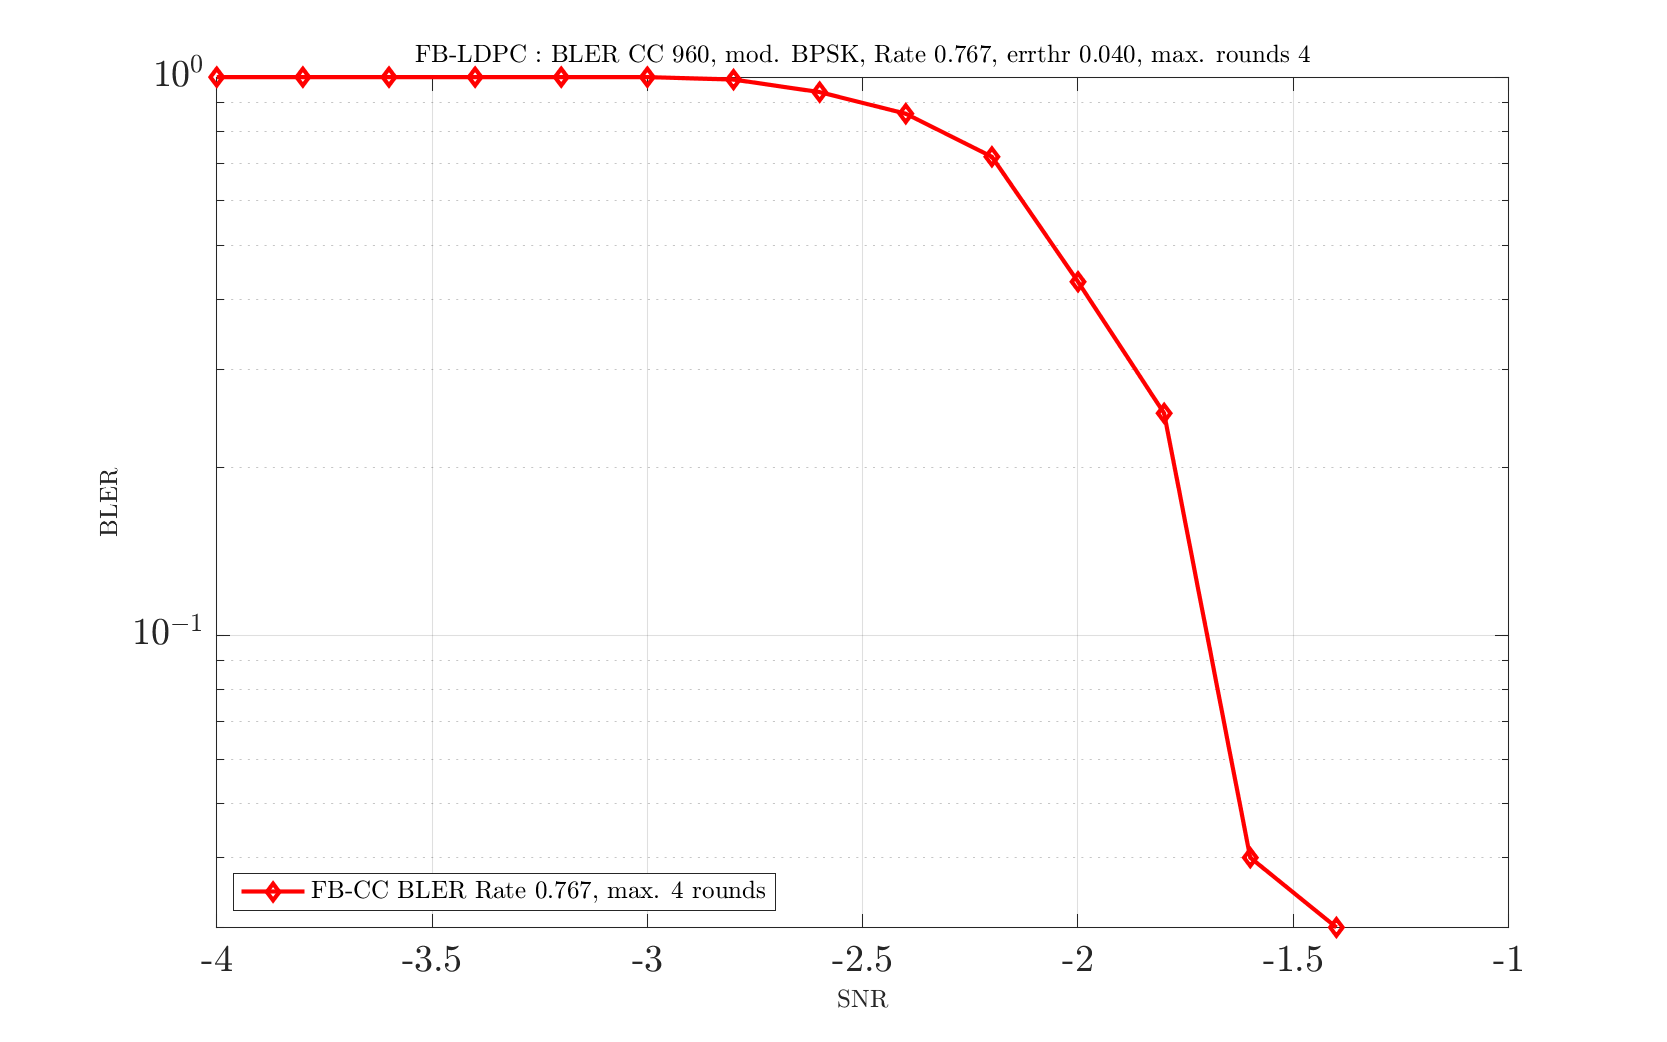 FB-LDPC : BLER CC 960, mod. BPSK, Rate 0.767, errthr 0.040, max. rounds 4
10⁰
10⁻¹
BLER
FB-CC BLER Rate 0.767, max. 4 rounds
-4 -3.5 -3 -2.5 -2 -1.5 -1
SNR